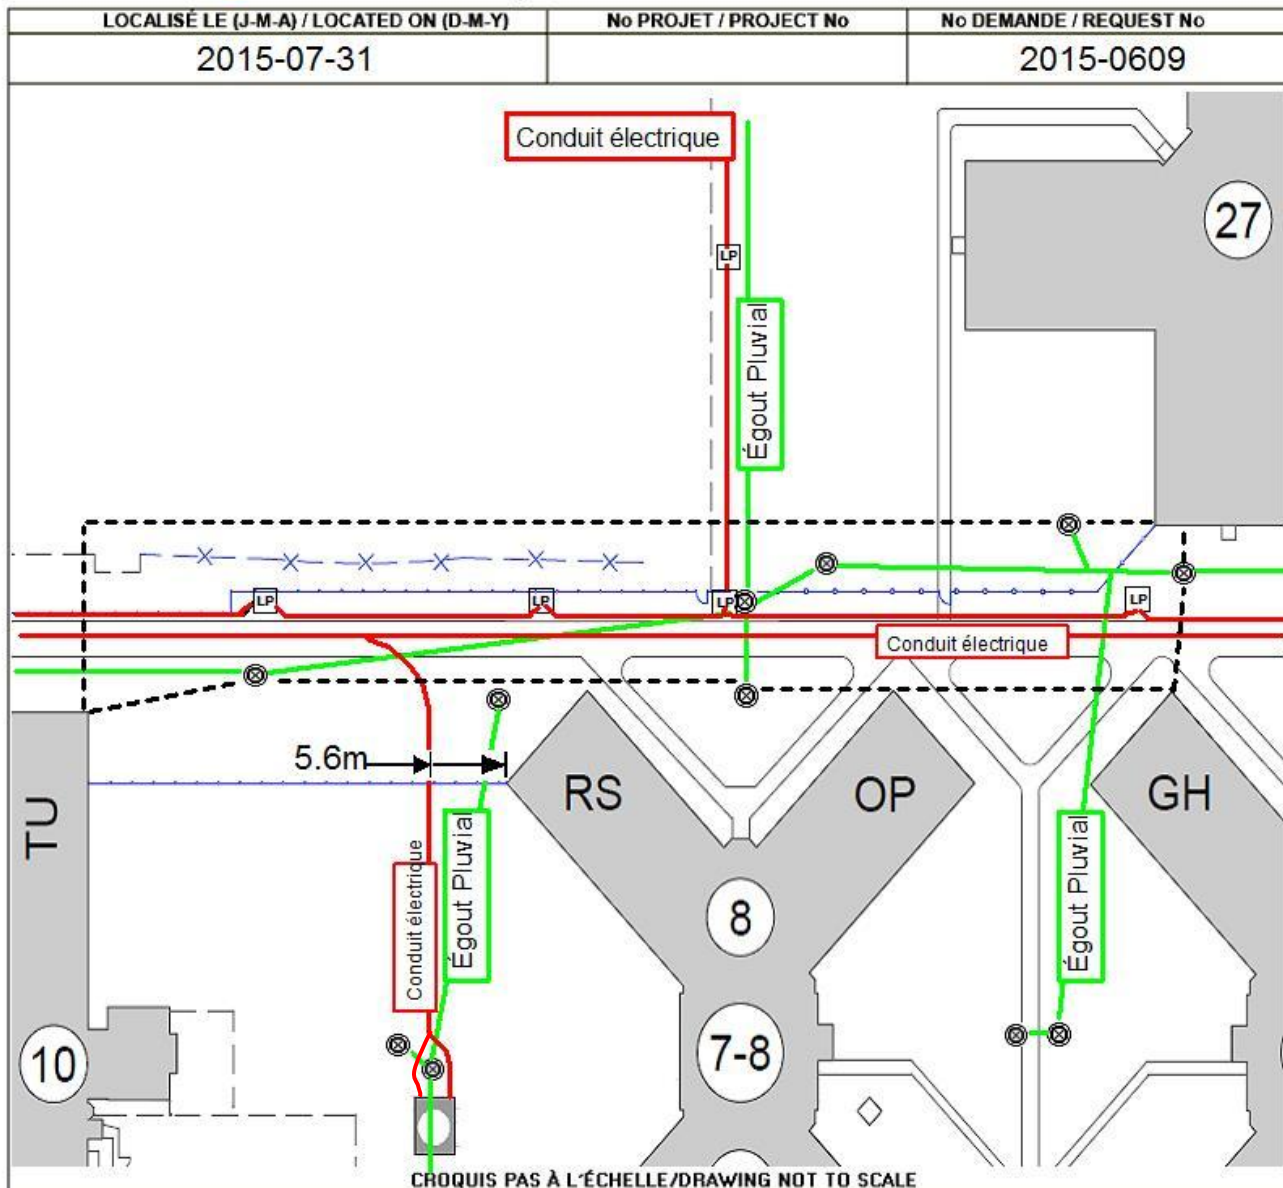 LOCALISÉ LE (J-M-A) / LOCATED ON (D-M-Y)
No PROJET / PROJECT No
No DEMANDE / REQUEST No
2015-07-31
2015-0609
Conduit électrique
27
LP
Égout Pluvial
LP
LP
LP
LP
Conduit électrique
5.6m
RS
OP
GH
TU
Conduit électrique
Égout Pluvial
Égout Pluvial
8
10
7-8
CROQUIS PAS À L'ÉCHELLE/DRAWING NOT TO SCALE